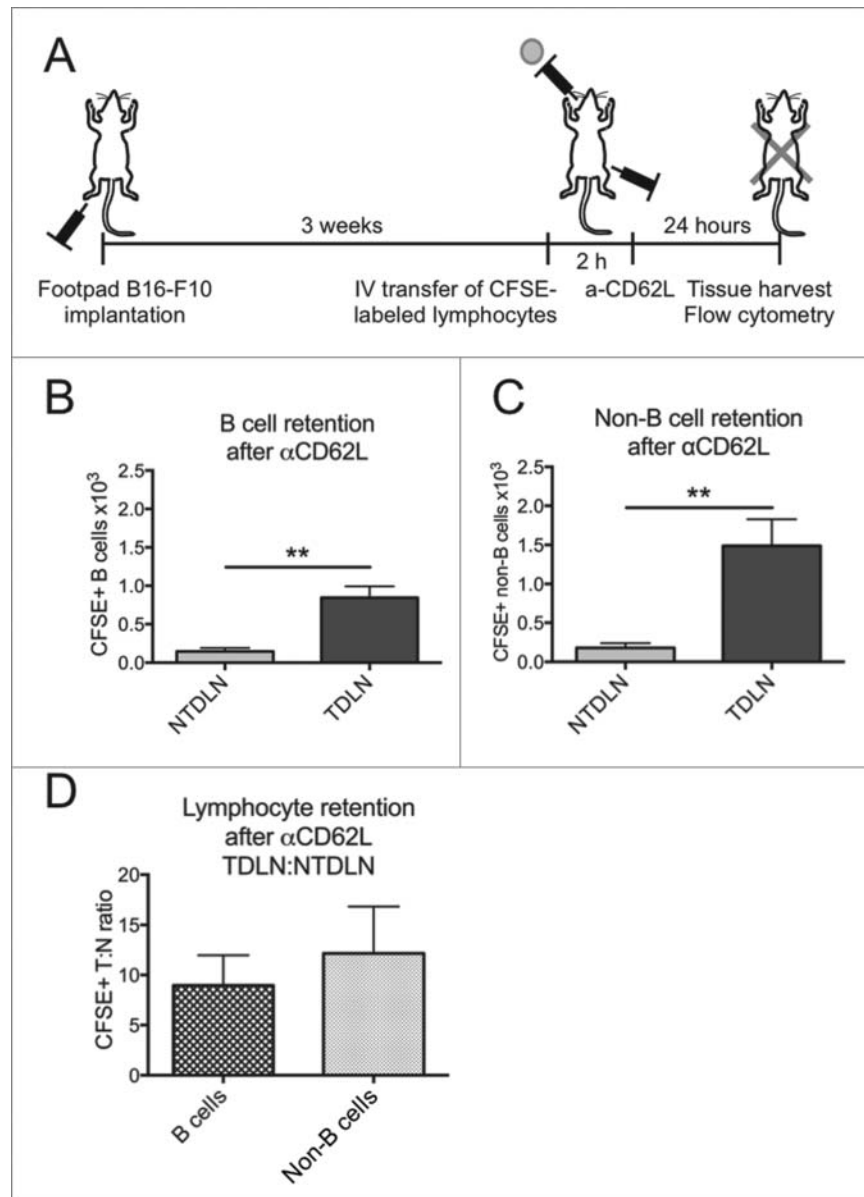 A
3 weeks
2 h
24 hours
Footpad B16-F10
implantation
IV transfer of CFSE-
labeled lymphocytes
a-CD62L
Tissue harvest
Flow cytometry
B
B cell retention
after αCD62L
CFSE+ B cells x10³
2.5
2.0
1.5
1.0
0.5
0.0
**
NTDLN
TDLN
C
Non-B cell retention
after αCD62L
CFSE+ non-B cells x10³
2.5
2.0
1.5
1.0
0.5
0.0
**
NTDLN
TDLN
D
Lymphocyte retention
after αCD62L
TDLN:NTDLN
CFSE+ T:N ratio
20
15
10
5
0
B cells
Non-B cells